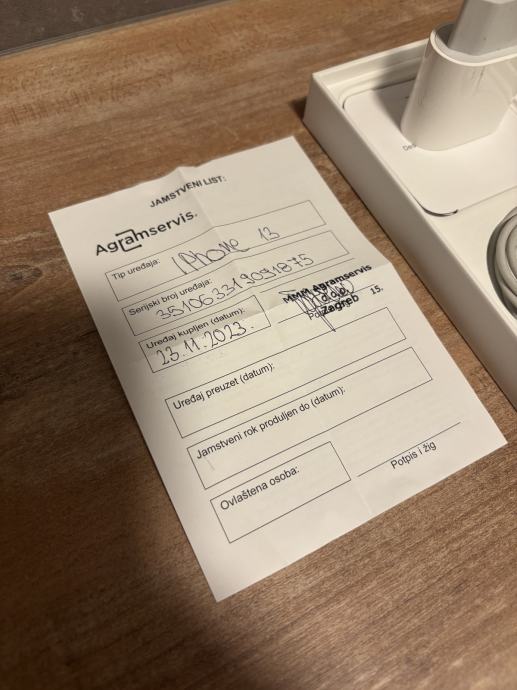 JAMSTVENI LIST:
Agramservis.
Tip uređaja: iPhone 13
Serijski broj uređaja:
351063319091875
Uređaj kupljen (datum):
23.11.2023.
MMM Agramservis
d.o.o. 15.
Zagreb
Uređaj preuzet (datum):
Jamstveni rok produljen do (datum):
Ovlaštena osoba:
Potpis i žig